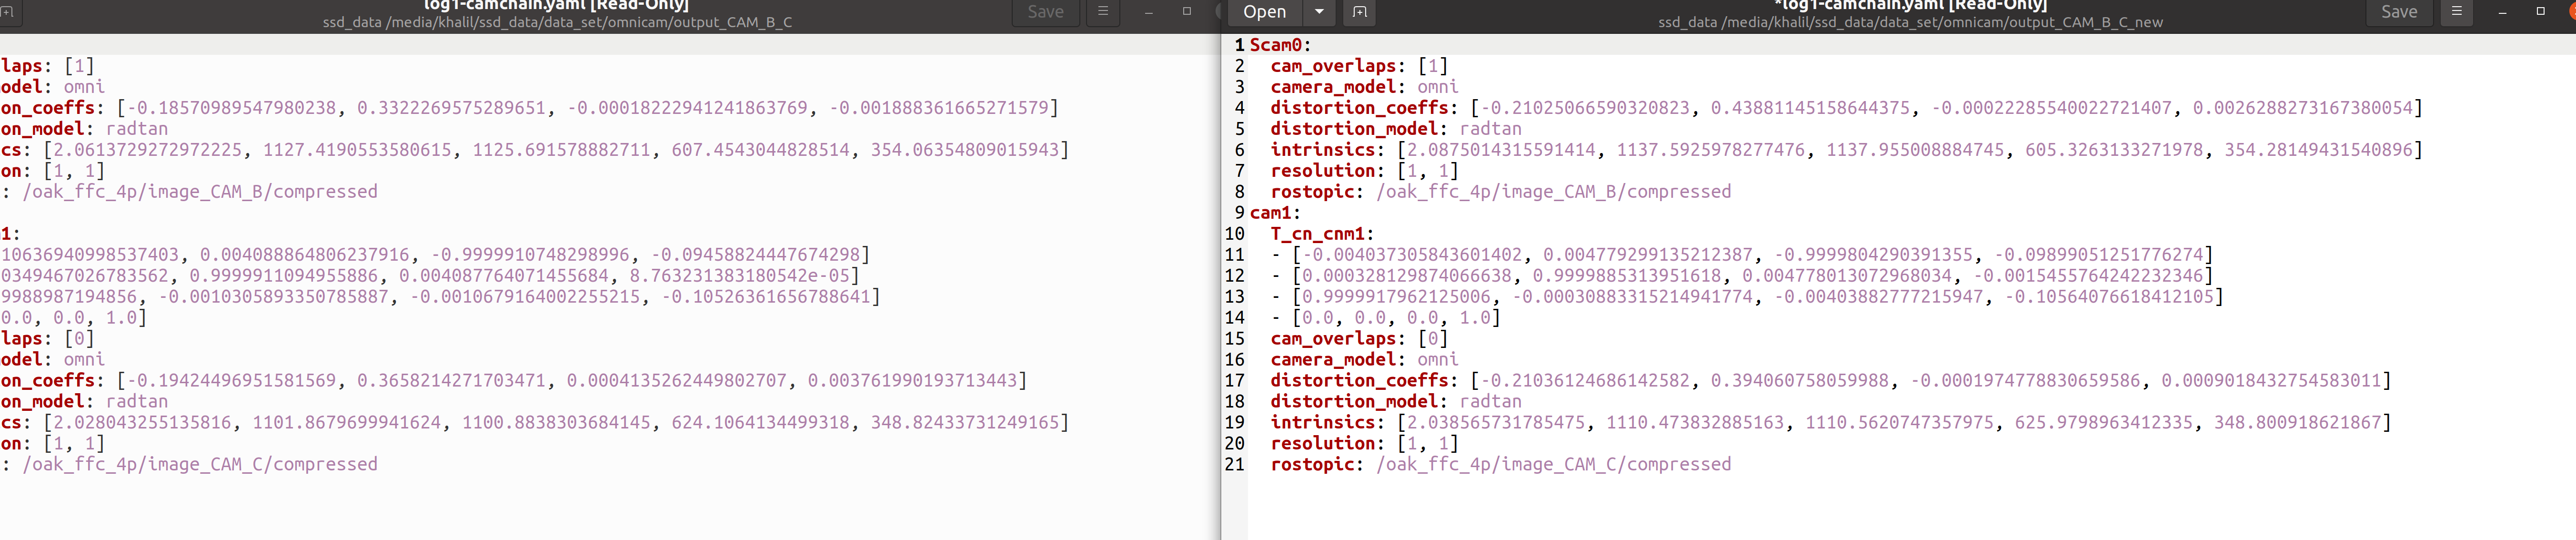 log1-camchain.yaml [Read-Only]
ssd_data /media/khalil/ssd_data/data_set/omnicam/output_CAM_B_C
Save
laps: [1]
odel: omni
on_coeffs: [-0.18570989547980238, 0.3322269575289651, -0.00018222941241863769, -0.001888361665271579]
on_model: radtan
cs: [2.0613729272972225, 1127.4190553580615, 1125.691578882711, 607.4543044828514, 354.06354809015943]
on: [1, 1]
: /oak_ffc_4p/image_CAM_B/compressed
1:
10636940998537403, 0.004088864806237916, -0.9999910748298996, -0.09458824447674298]
0349467026783562, 0.9999911094955886, 0.004087764071455684, 8.763231383180542e-05]
9988987194856, -0.0010305893350785887, -0.0010679164002255215, -0.10526361656788641]
0.0, 0.0, 1.0]
laps: [0]
odel: omni
on_coeffs: [-0.19424496951581569, 0.3658214271703471, 0.0004135262449802707, 0.003761990193713443]
on_model: radtan
cs: [2.028043255135816, 1101.8679699941624, 1100.8838303684145, 624.1064134499318, 348.82433731249165]
on: [1, 1]
: /oak_ffc_4p/image_CAM_C/compressed
Open
*log1-camchain.yaml [Read-Only]
ssd_data /media/khalil/ssd_data/data_set/omnicam/output_CAM_B_C_new
Save
1 Scam0:
2 cam_overlaps: [1]
3 camera_model: omni
4 distortion_coeffs: [-0.21025066590320823, 0.43881145158644375, -0.00022285540022721407, 0.0026288273167380054]
5 distortion_model: radtan
6 intrinsics: [2.0875014315591414, 1137.5925978277476, 1137.955008884745, 605.3263133271978, 354.28149431540896]
7 resolution: [1, 1]
8 rostopic: /oak_ffc_4p/image_CAM_B/compressed
9 cam1:
10 T_cn_cnm1:
11 - [-0.004037305843601402, 0.004779299135212387, -0.9999804290391355, -0.09899051251776274]
12 - [0.000328129874066638, 0.9999885313951618, 0.004778013072968034, -0.0015455764242232346]
13 - [0.9999917962125006, -0.00030883315214941774, -0.00403882777215947, -0.10564076618412105]
14 - [0.0, 0.0, 0.0, 1.0]
15 cam_overlaps: [0]
16 camera_model: omni
17 distortion_coeffs: [-0.21036124686142582, 0.394060758059988, -0.0001974778830659586, 0.0009018432754583011]
18 distortion_model: radtan
19 intrinsics: [2.038565731785475, 1110.473832885163, 1110.5620747357975, 625.9798963412335, 348.800918621867]
20 resolution: [1, 1]
21 rostopic: /oak_ffc_4p/image_CAM_C/compressed